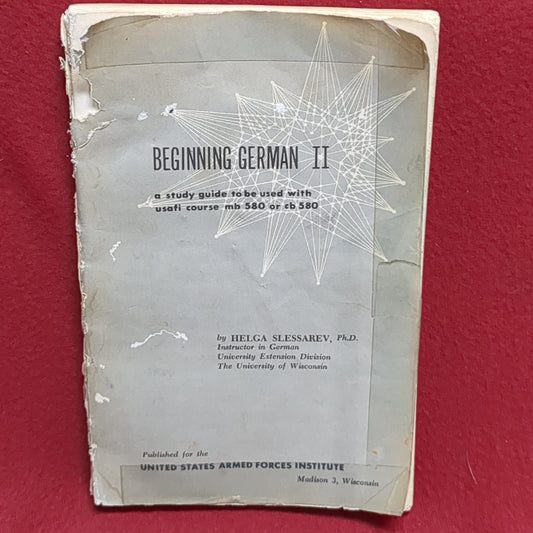 BEGINNING GERMAN II
a study guide to be used with
usafi course mb 580 or cb 580
by HELGA SLESSAREV, Ph.D.
Instructor in German
University Extension Division
The University of Wisconsin
Published for the
UNITED STATES ARMED FORCES INSTITUTE
Madison 3, Wisconsin